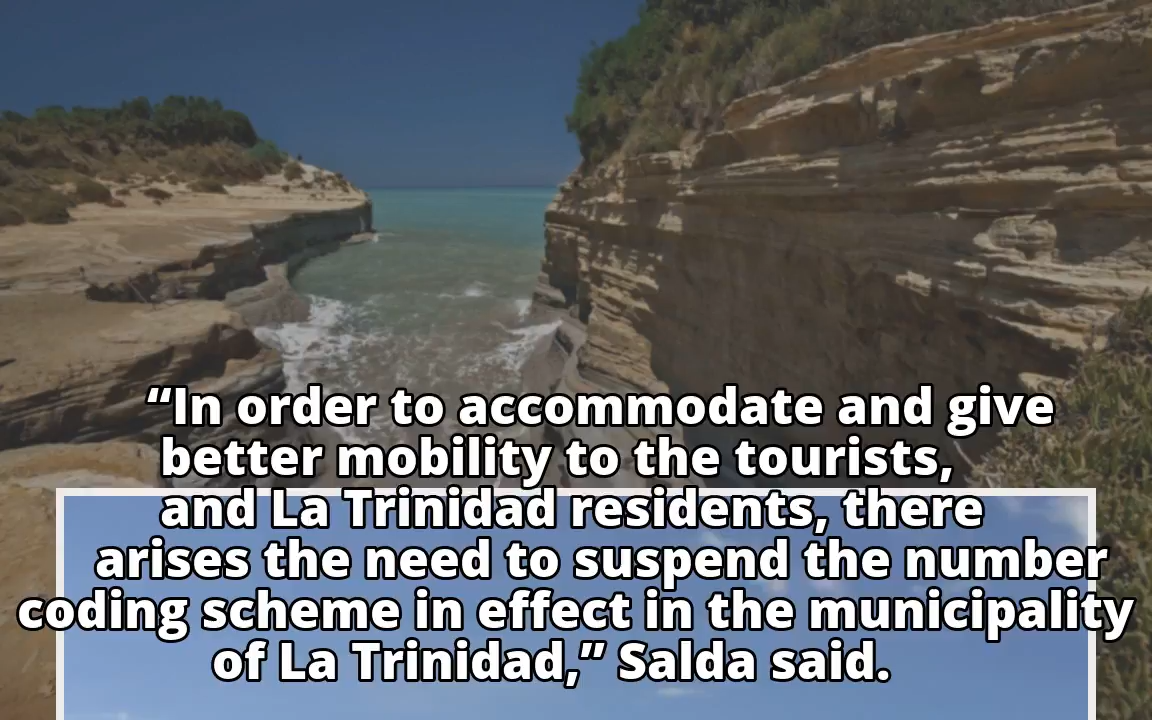 “In order to accommodate and give
better mobility to the tourists,
and La Trinidad residents, there
arises the need to suspend the number
coding scheme in effect in the municipality
of La Trinidad,” Salda said.